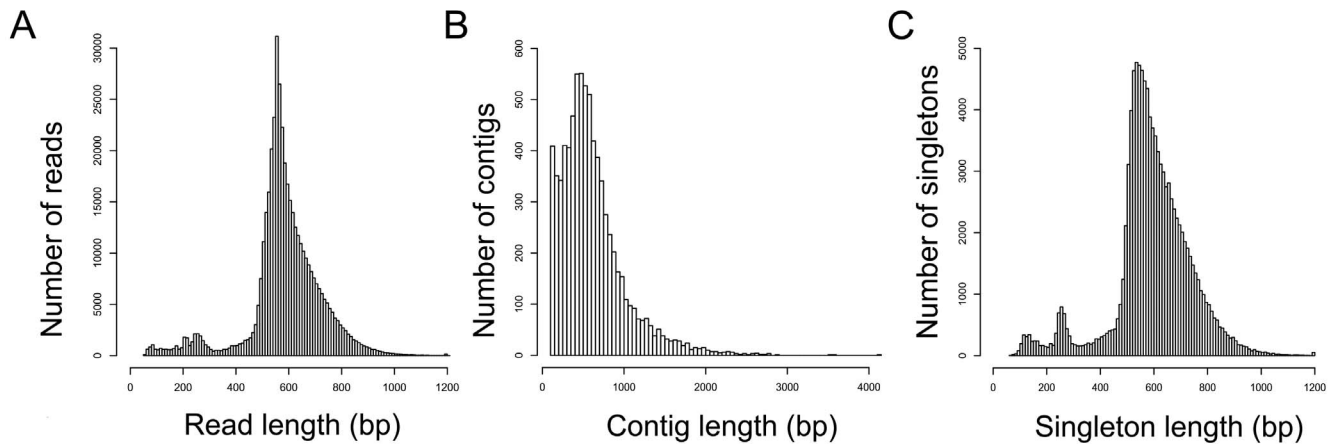 A
Number of reads
30000
25000
20000
15000
10000
5000
0
0 200 400 600 800 1000 1200
Read length (bp)
B
Number of contigs
600
500
400
300
200
100
0
0 1000 2000 3000 4000
Contig length (bp)
C
Number of singletons
5000
4000
3000
2000
1000
0
0 200 400 600 800 1000 1200
Singleton length (bp)